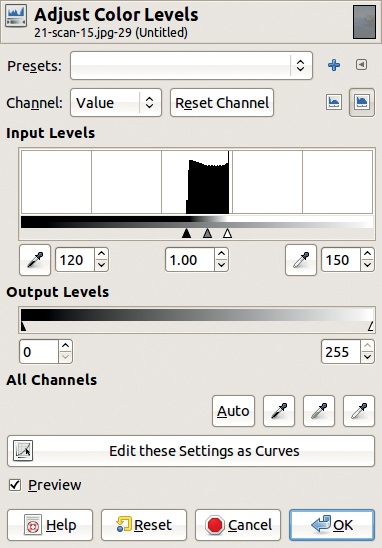 Adjust Color Levels
21-scan-15.jpg-29 (Untitled)
Presets:
Channel: Value Reset Channel
Input Levels
120 1.00 150
Output Levels
0 255
All Channels
Auto
Edit these Settings as Curves
Preview
Help Reset Cancel OK